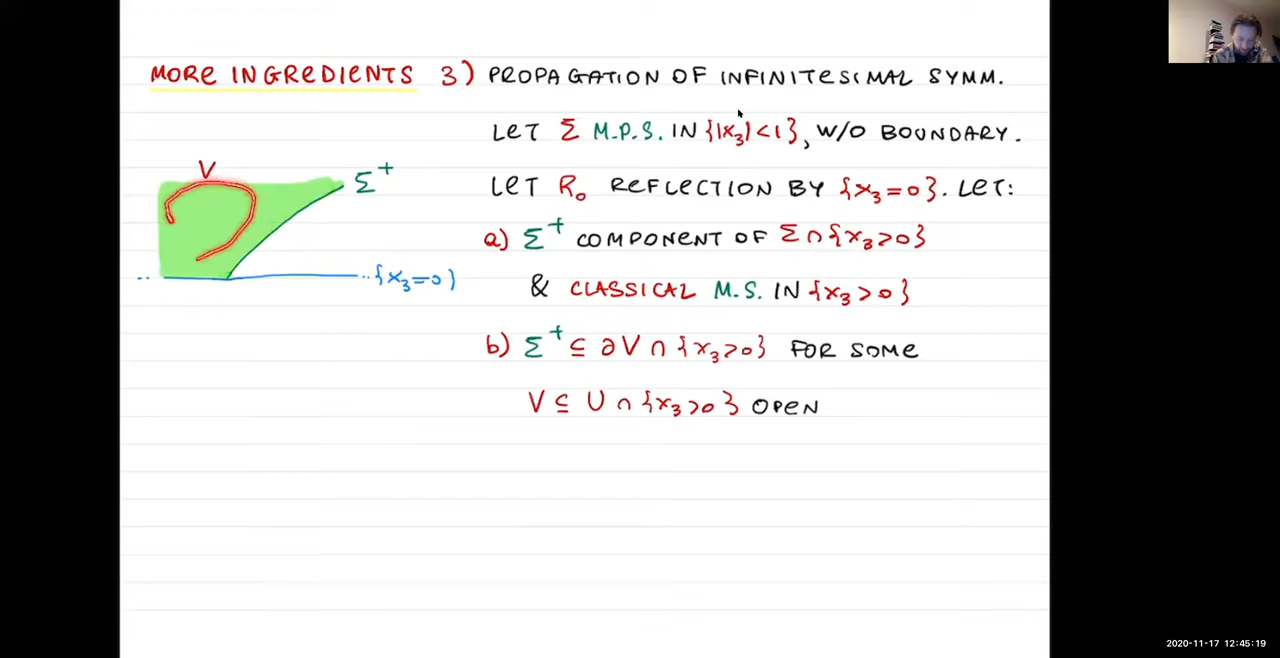 MORE INGREDIENTS 3) PROPAGATION OF INFINITESIMAL SYMM.
LET Σ M.P.S. IN {|x₃|<1}, W/O BOUNDARY.
LET R₀ REFLECTION BY {x₃=0}. LET:
a) Σ⁺ COMPONENT OF Σ∩{x₃>0}
& CLASSICAL M.S. IN {x₃>0}
b) Σ⁺ ⊆ ∂V ∩ {x₃>0} FOR SOME
V ⊆ U ∩ {x₃>0} OPEN
V
Σ⁺
{x₃=0}
2020-11-17 12:45:19